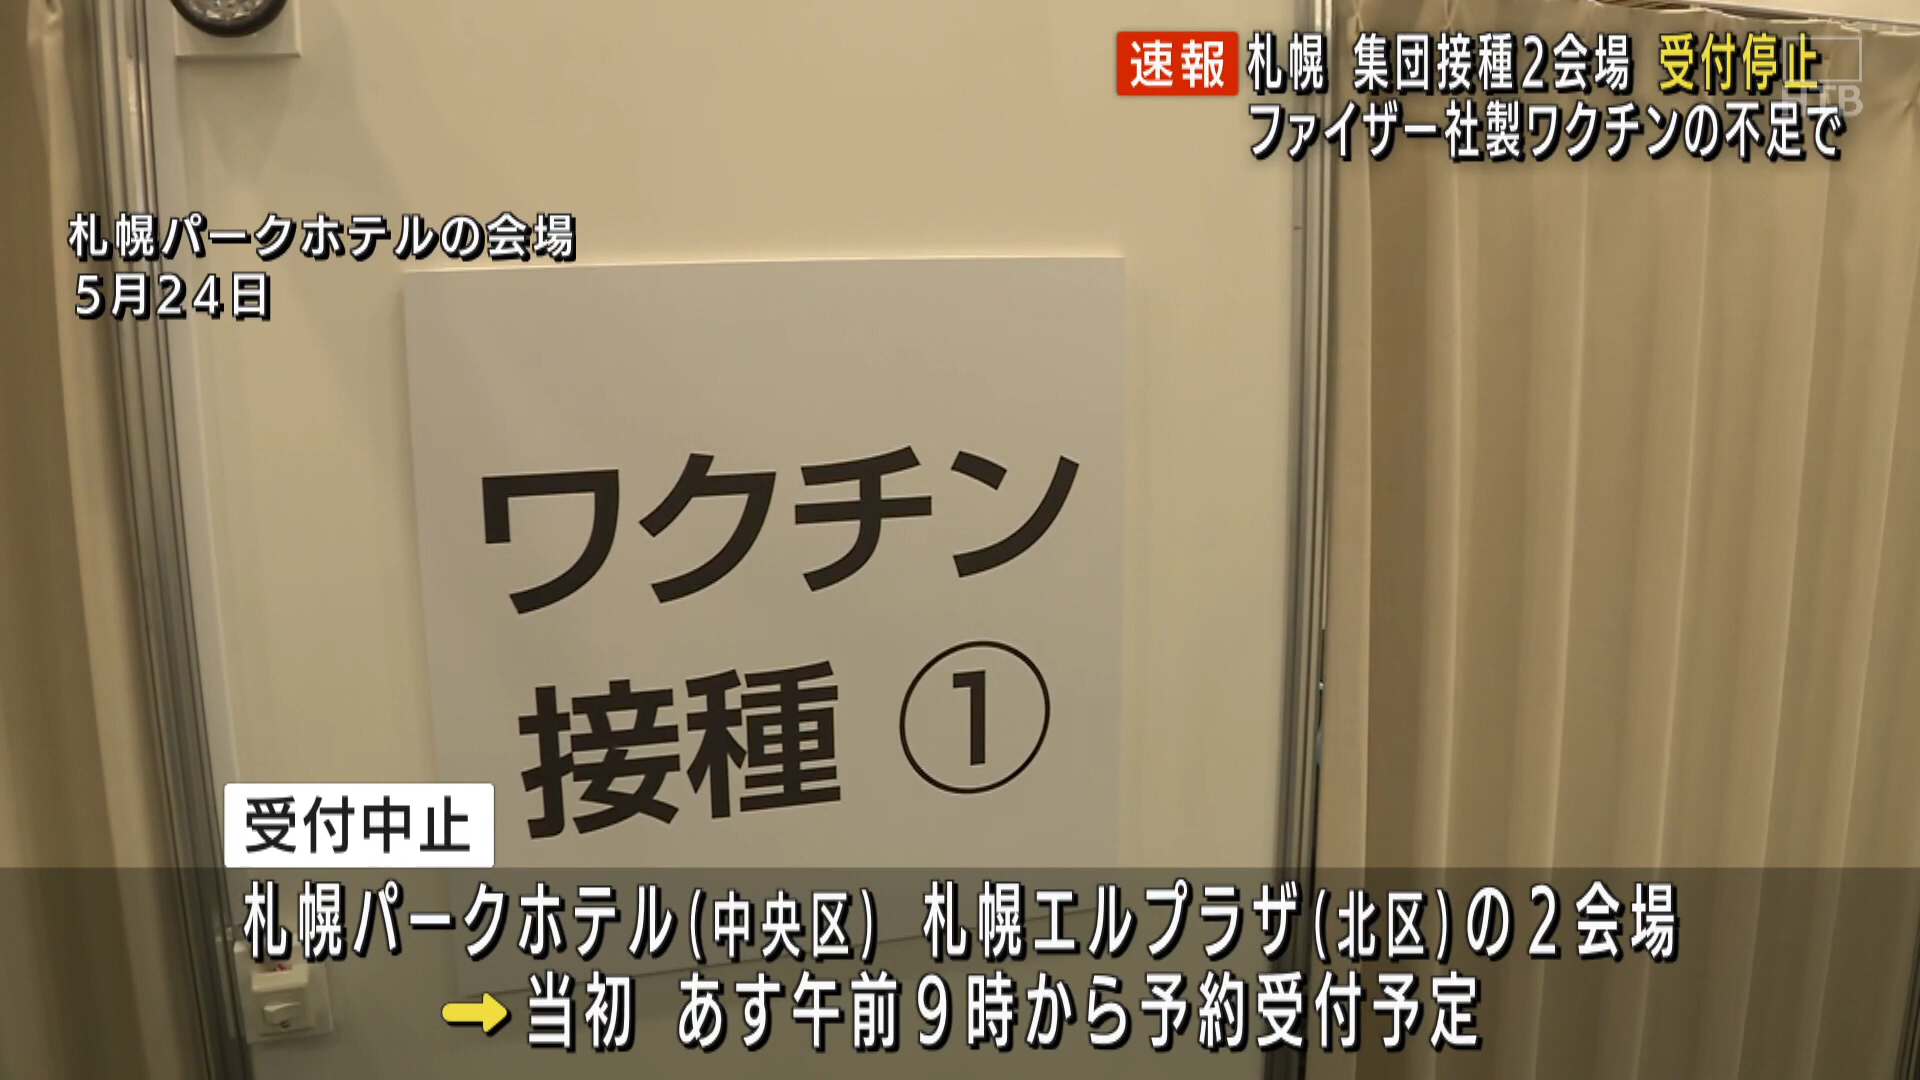 速報 札幌 集団接種2会場 受付停止
ファイザー社製ワクチンの不足で
HTB
札幌パークホテルの会場
5月24日
ワクチン
接種 ①
受付中止
札幌パークホテル(中央区) 札幌エルプラザ(北区)の2会場
➡当初 あす午前9時から予約受付予定